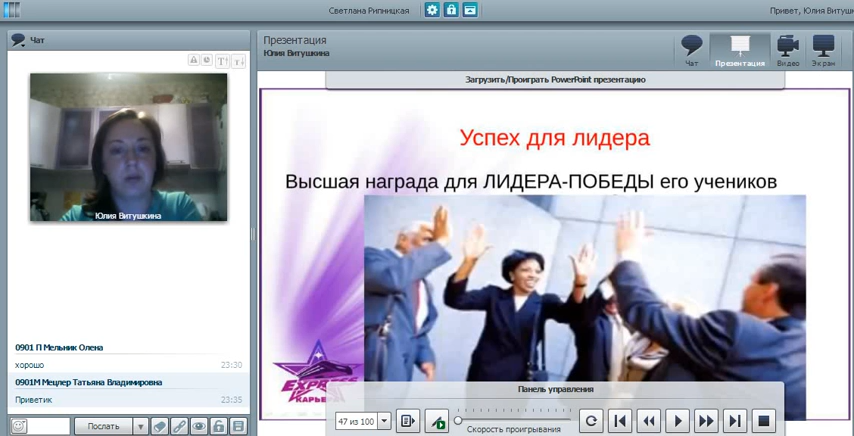 Светлана Рипницкая
Привет, Юлия Витушк
Чат
Юлия Витушкина
0901 П Мельник Олена
хорошо 23:30
0901М Мецлер Татьяна Владимировна
Приветик 23:35
Послать
Презентация
Юлия Витушкина
Чат
Презентация
Видео
Экран
Загрузить/Проиграть PowerPoint презентацию
Успех для лидера
Высшая награда для ЛИДЕРА-ПОБЕДЫ его учеников
EXPRESS
КАРЬЕ
Панель управления
47 из 100
Скорость проигрывания